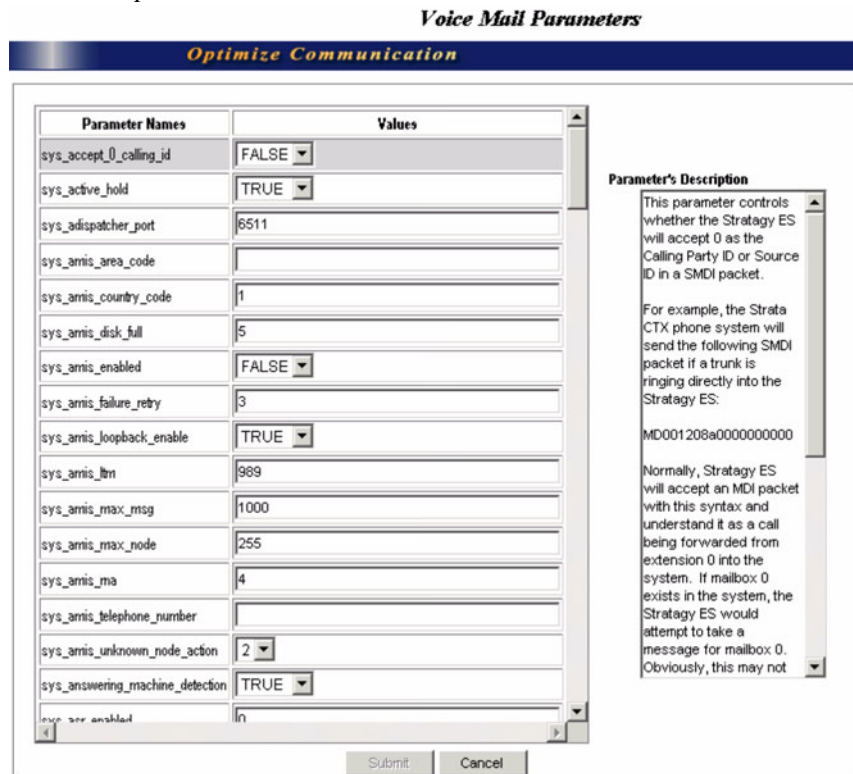 Voice Mail Parameters
Optimize Communication
Parameter Names Values
sys_accept_0_calling_id FALSE
sys_active_hold TRUE
sys_adispatcher_port 6511
sys_amis_area_code
sys_amis_country_code 1
sys_amis_disk_full 5
sys_amis_enabled FALSE
sys_amis_failure_retry 3
sys_amis_loopback_enable TRUE
sys_amis_ltm 989
sys_amis_max_msg 1000
sys_amis_max_node 255
sys_amis_rna 4
sys_amis_telephone_number
sys_amis_unknown_node_action 2
sys_answering_machine_detection TRUE
sys_asr_enabled 0
Parameter's Description
This parameter controls
whether the Stratagy ES
will accept 0 as the
Calling Party ID or Source
ID in a SMDI packet.
For example, the Strata
CTX phone system will
send the following SMDI
packet if a trunk is
ringing directly into the
Stratagy ES:
MD001208a0000000000
Normally, Stratagy ES
will accept an MDI packet
with this syntax and
understand it as a call
being forwarded from
extension 0 into the
system. If mailbox 0
exists in the system, the
Stratagy ES would
attempt to take a
message for mailbox 0.
Obviously, this may not
Submit Cancel